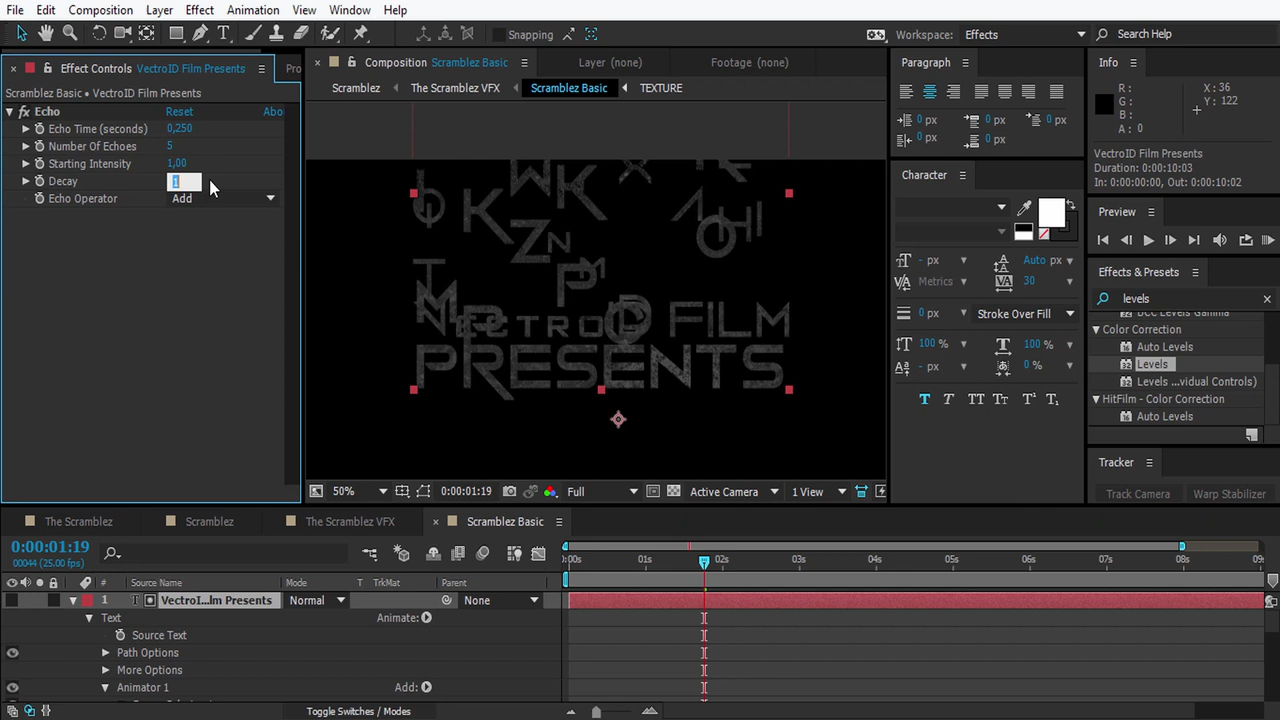 File Edit Composition Layer Effect Animation View Window Help
Snapping
Workspace: Effects
Search Help
Effect Controls VectroID Film Presents
Pro
Scramblez Basic • VectroID Film Presents
fx Echo Reset Abo
Echo Time (seconds) 0,250
Number Of Echoes 5
Starting Intensity 1,00
Decay 1
Echo Operator Add
Composition Scramblez Basic
Layer (none)
Footage (none)
Scramblez The Scramblez VFX Scramblez Basic TEXTURE
FILM
PRESENTS
50% 0:00:01:19 Full Active Camera 1 View
Paragraph
0 px 0 px 0 px
0 px 0 px
Character
- px Auto px
Metrics 30
0 px Stroke Over Fill
100 % 100 %
- px 0 %
T T TT Tт T¹ T,
Info
R: X: 36
G: Y: 122
B:
A: 0
VectroID Film Presents
Duration: 0:00:10:03
In: 0:00:00:00, Out: 0:00:10:02
Preview
Effects & Presets
levels
Color Correction
Auto Levels
Levels
Levels ...vidual Controls)
HitFilm - Color Correction
Auto Levels
Tracker
Track Camera Warp Stabilizer
The Scramblez Scramblez The Scramblez VFX Scramblez Basic
0:00:01:19
00044 (25.00 fps)
:00s 01s 02s 03s 04s 05s 06s 07s 08s 09s
# Source Name Mode T TrkMat Parent
1 T VectroI...lm Presents Normal None
Text Animate:
Source Text
Path Options
More Options
Animator 1 Add:
Toggle Switches / Modes